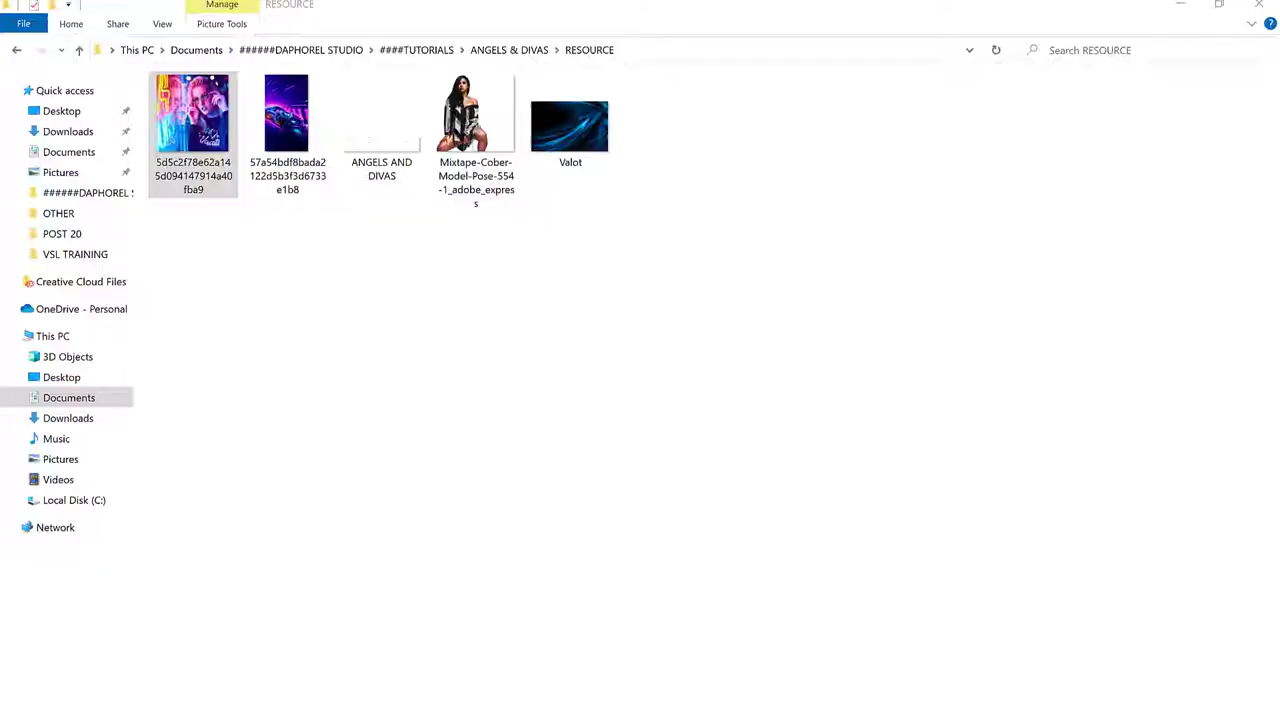 Manage
RESOURCE
File
Home
Share
View
Picture Tools
This PC
Documents
######DAPHOREL STUDIO
####TUTORIALS
ANGELS & DIVAS
RESOURCE
Search RESOURCE
Quick access
Desktop
Downloads
Documents
Pictures
######DAPHOREL S
OTHER
POST 20
VSL TRAINING
Creative Cloud Files
OneDrive - Personal
This PC
3D Objects
Desktop
Documents
Downloads
Music
Pictures
Videos
Local Disk (C:)
Network
5d5c2f78e62a14
5d094147914a40
fba9
57a54bdf8bada2
122d5b3f3d6733
e1b8
ANGELS AND
DIVAS
Mixtape-Cober-
Model-Pose-554
-1_adobe_expres
s
Valot